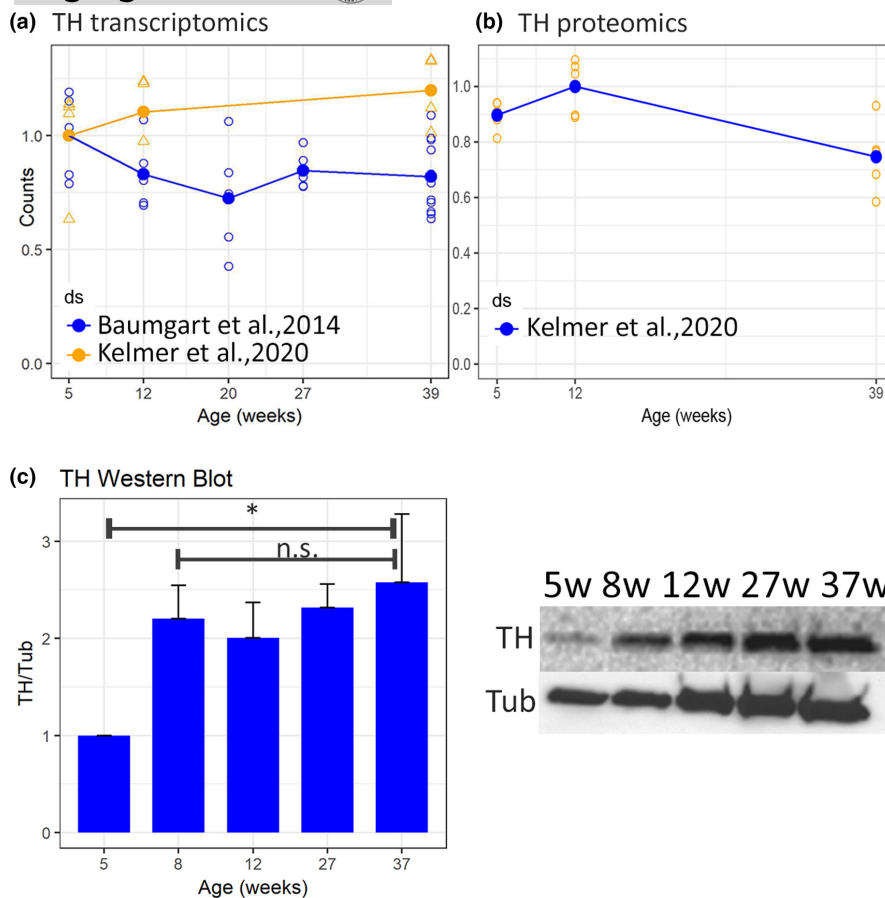 (a) TH transcriptomics
Counts
1.0
0.5
0.0
ds
Baumgart et al.,2014
Kelmer et al.,2020
5 12 20 27 39
Age (weeks)
(b) TH proteomics
1.0
0.8
0.6
0.4
0.2
0.0
ds
Kelmer et al.,2020
5 12 39
Age (weeks)
(c) TH Western Blot
TH/Tub
3
2
1
0
*
n.s.
5 8 12 27 37
Age (weeks)
5w 8w 12w 27w 37w
TH
Tub